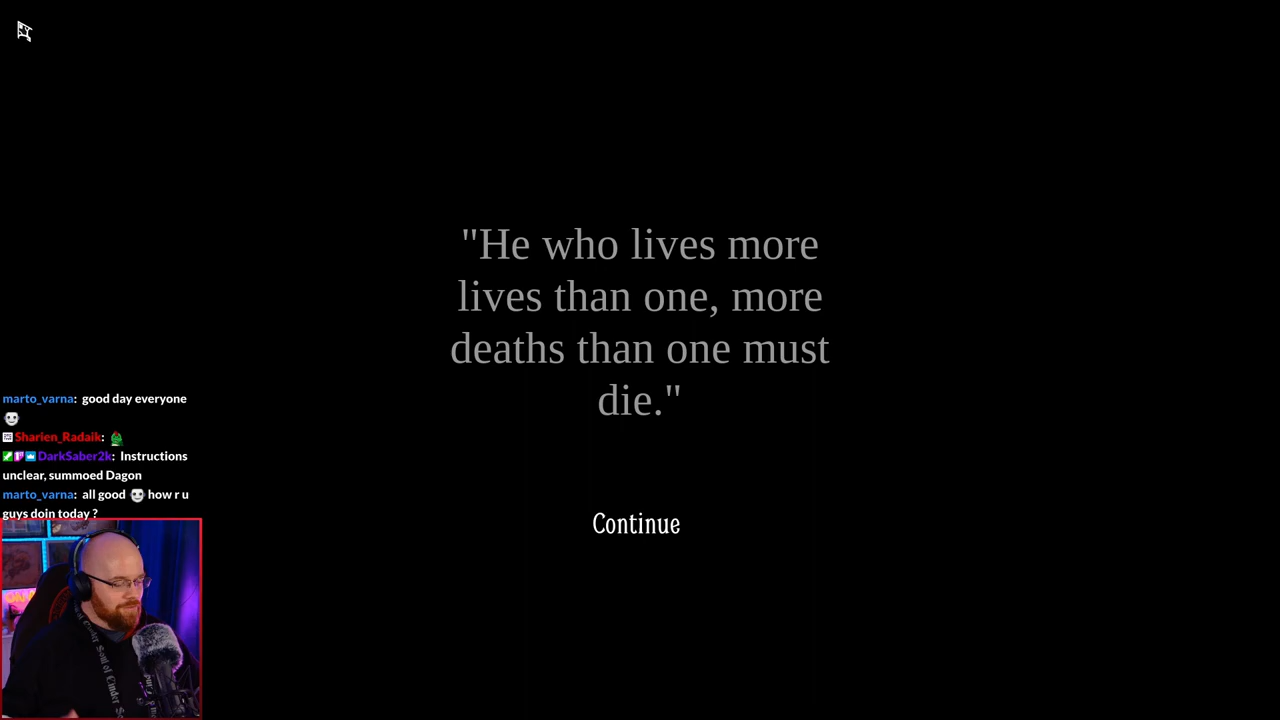 "He who lives more
lives than one, more
deaths than one must
die."
Continue
marto_varna: good day everyone
Sharien_Radaik:
DarkSaber2k: Instructions
unclear, summoed Dagon
marto_varna: all good how r u
guys doin today ?